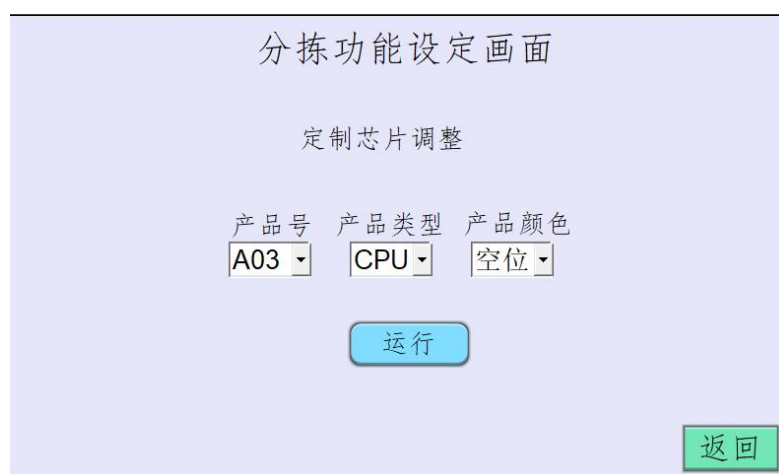 分拣功能设定画面
定制芯片调整
产品号 产品类型 产品颜色
A03 CPU 空位
运行
返回